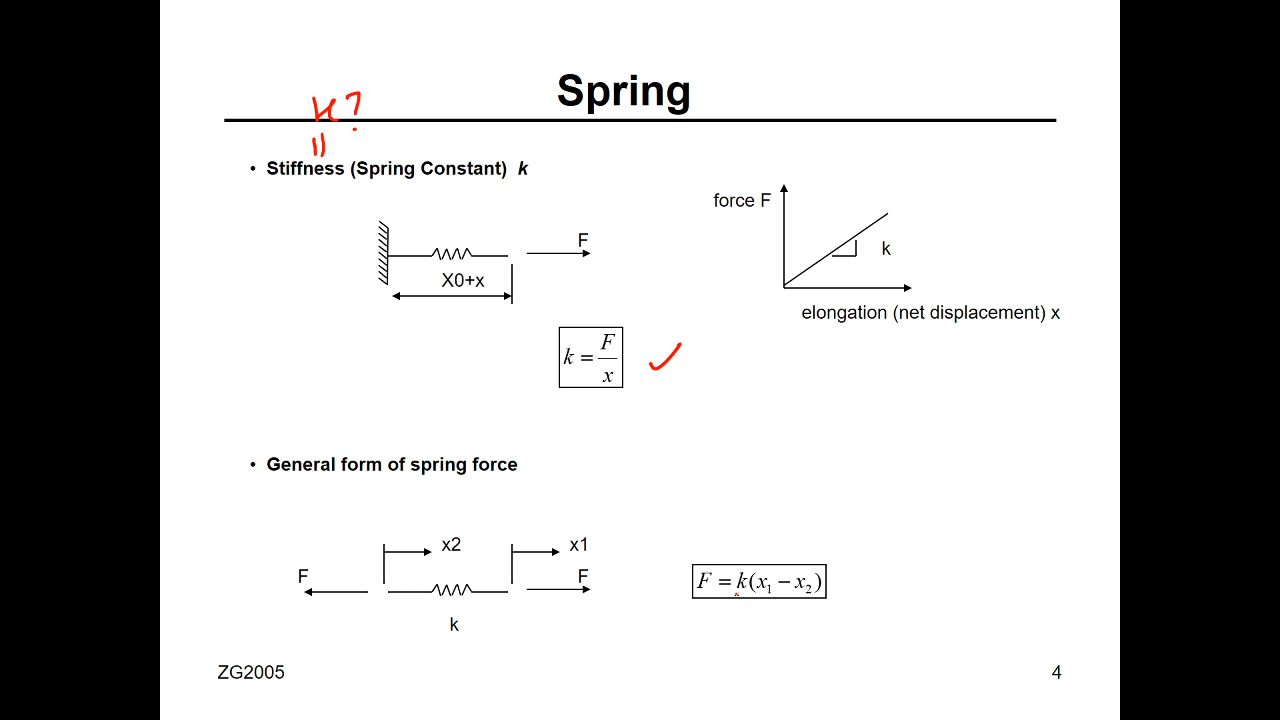 Spring
k?
• Stiffness (Spring Constant) k
force F
F
k
X0+x
elongation (net displacement) x
k = F/x
• General form of spring force
x2
x1
F
F
F = k(x₁ − x₂)
k
ZG2005
4